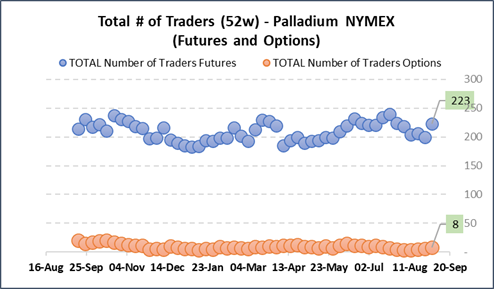 Total # of Traders (52w) - Palladium NYMEX
(Futures and Options)
TOTAL Number of Traders Futures TOTAL Number of Traders Options
300
250
223
200
150
100
50
8
-
16-Aug 25-Sep 04-Nov 14-Dec 23-Jan 04-Mar 13-Apr 23-May 02-Jul 11-Aug 20-Sep